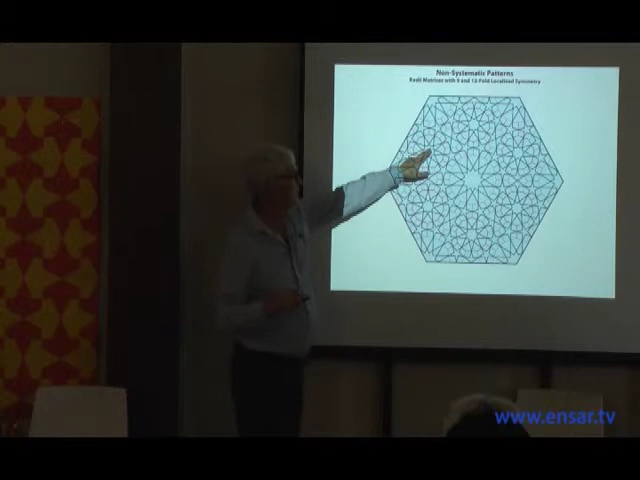 Non-Systematic Patterns
Radii Matrices with 9 and 12-Fold Localized Symmetry
www.ensar.tv